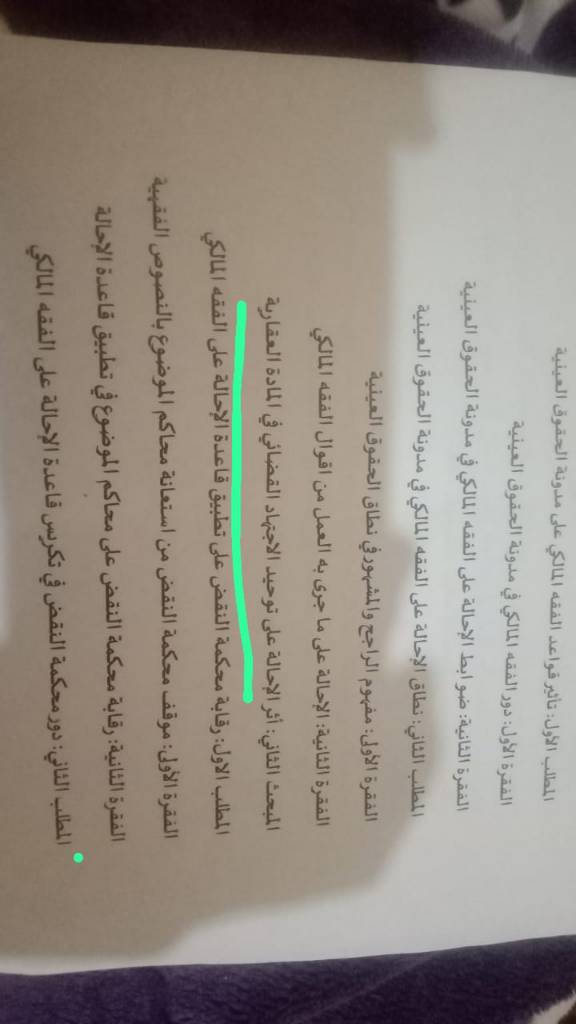 المطلب الأول: تأثير قواعد الفقه المالكي على مدونة الحقوق العينية
الفقرة الأول: دور الفقه المالكي في مدونة الحقوق العينية
الفقرة الثانية: ضوابط الإحالة على الفقه المالكي في مدونة الحقوق العينية
المطلب الثاني: نطاق الإحالة على الفقه المالكي في مدونة الحقوق العينية
الفقرة الأولى: مفهوم الراجح والمشهور في نطاق الحقوق العينية
الفقرة الثانية: الإحالة على ما جرى به العمل من اقوال الفقه المالكي
المبحث الثاني: أثر الإحالة على توحيد الاجتهاد القضائي في المادة العقارية
المطلب الاول: رقابة محكمة النقض على تطبيق قاعدة الإحالة على الفقه المالكي
الفقرة الأولى: موقف محكمة النقض من استعانة محاكم الموضوع بالنصوص الفقهية
الفقرة الثانية: رقابة محكمة النقض على محاكم الموضوع في تطبيق قاعدة الإحالة
المطلب الثاني: دور محكمة النقض في تكرس قاعدة الإحالة على الفقه المالكي